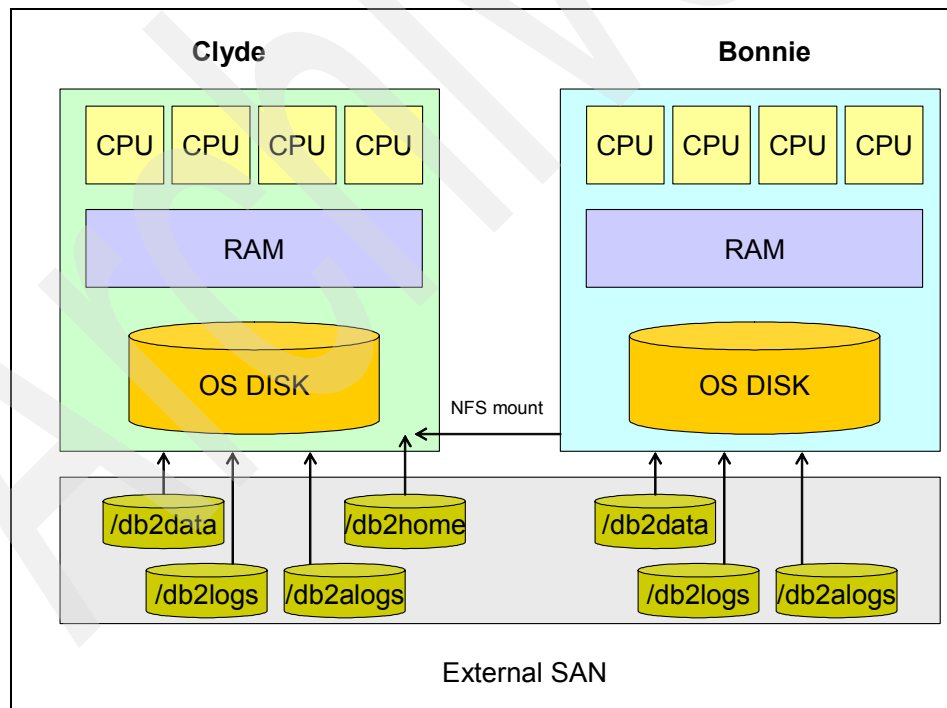 Clyde
Bonnie
CPU CPU CPU CPU
CPU CPU CPU CPU
RAM
RAM
OS DISK
OS DISK
NFS mount
/db2data
/db2home
/db2data
/db2logs
/db2alogs
/db2logs
/db2alogs
External SAN
Archive